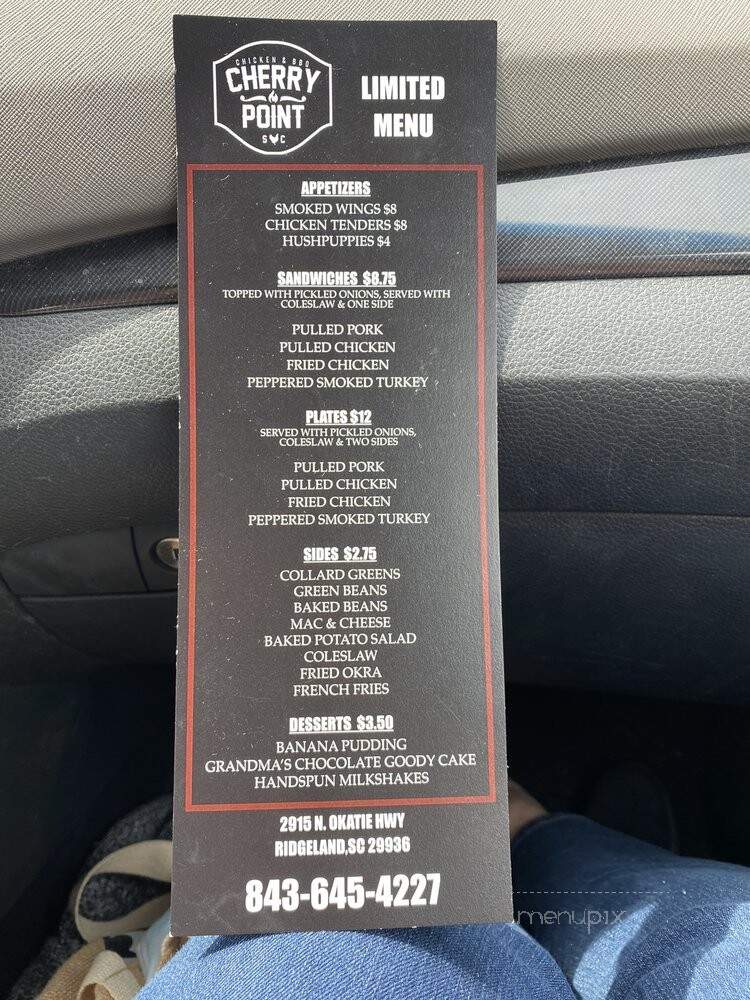 CHICKEN & BBQ
CHERRY
POINT
S C
LIMITED
MENU
APPETIZERS
SMOKED WINGS $8
CHICKEN TENDERS $8
HUSHPUPPIES $4
SANDWICHES $8.75
TOPPED WITH PICKLED ONIONS, SERVED WITH
COLESLAW & ONE SIDE
PULLED PORK
PULLED CHICKEN
FRIED CHICKEN
PEPPERED SMOKED TURKEY
PLATES $12
SERVED WITH PICKLED ONIONS,
COLESLAW & TWO SIDES
PULLED PORK
PULLED CHICKEN
FRIED CHICKEN
PEPPERED SMOKED TURKEY
SIDES $2.75
COLLARD GREENS
GREEN BEANS
BAKED BEANS
MAC & CHEESE
BAKED POTATO SALAD
COLESLAW
FRIED OKRA
FRENCH FRIES
DESSERTS $3.50
BANANA PUDDING
GRANDMA'S CHOCOLATE GOODY CAKE
HANDSPUN MILKSHAKES
2915 N. OKATIE HWY
RIDGELAND,SC 29936
843-645-4227
menupix